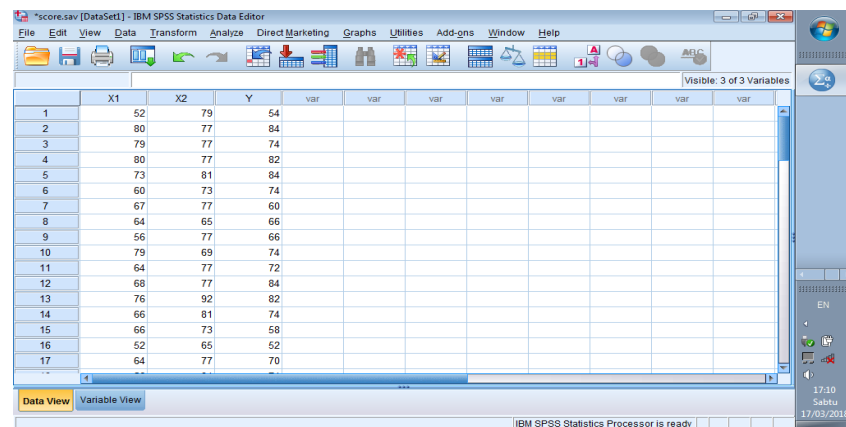 *score.sav [DataSet1] - IBM SPSS Statistics Data Editor
File Edit View Data Transform Analyze Direct Marketing Graphs Utilities Add-ons Window Help
Visible: 3 of 3 Variables
X1 X2 Y var var var var var var var var
1 52 79 54
2 80 77 84
3 79 77 74
4 80 77 82
5 73 81 84
6 60 73 74
7 67 77 60
8 64 65 66
9 56 77 66
10 79 69 74
11 64 77 72
12 68 77 84
13 76 92 82
14 66 81 74
15 66 73 58
16 52 65 52
17 64 77 70
Data View Variable View
IBM SPSS Statistics Processor is ready
EN
17:10
Sabtu
17/03/2018